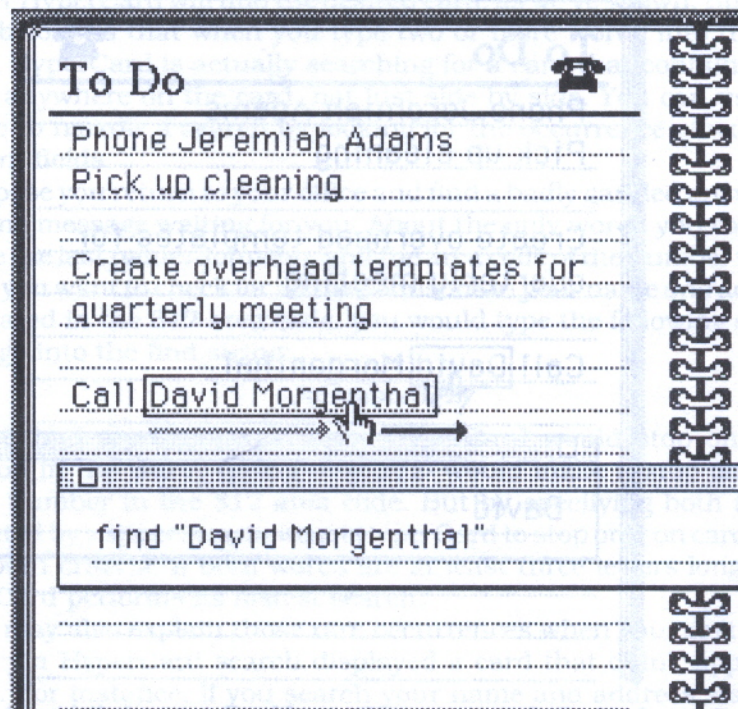 To Do
Phone Jeremiah Adams
Pick up cleaning
Create overhead templates for
quarterly meeting
Call David Morgenthal
find "David Morgenthal"